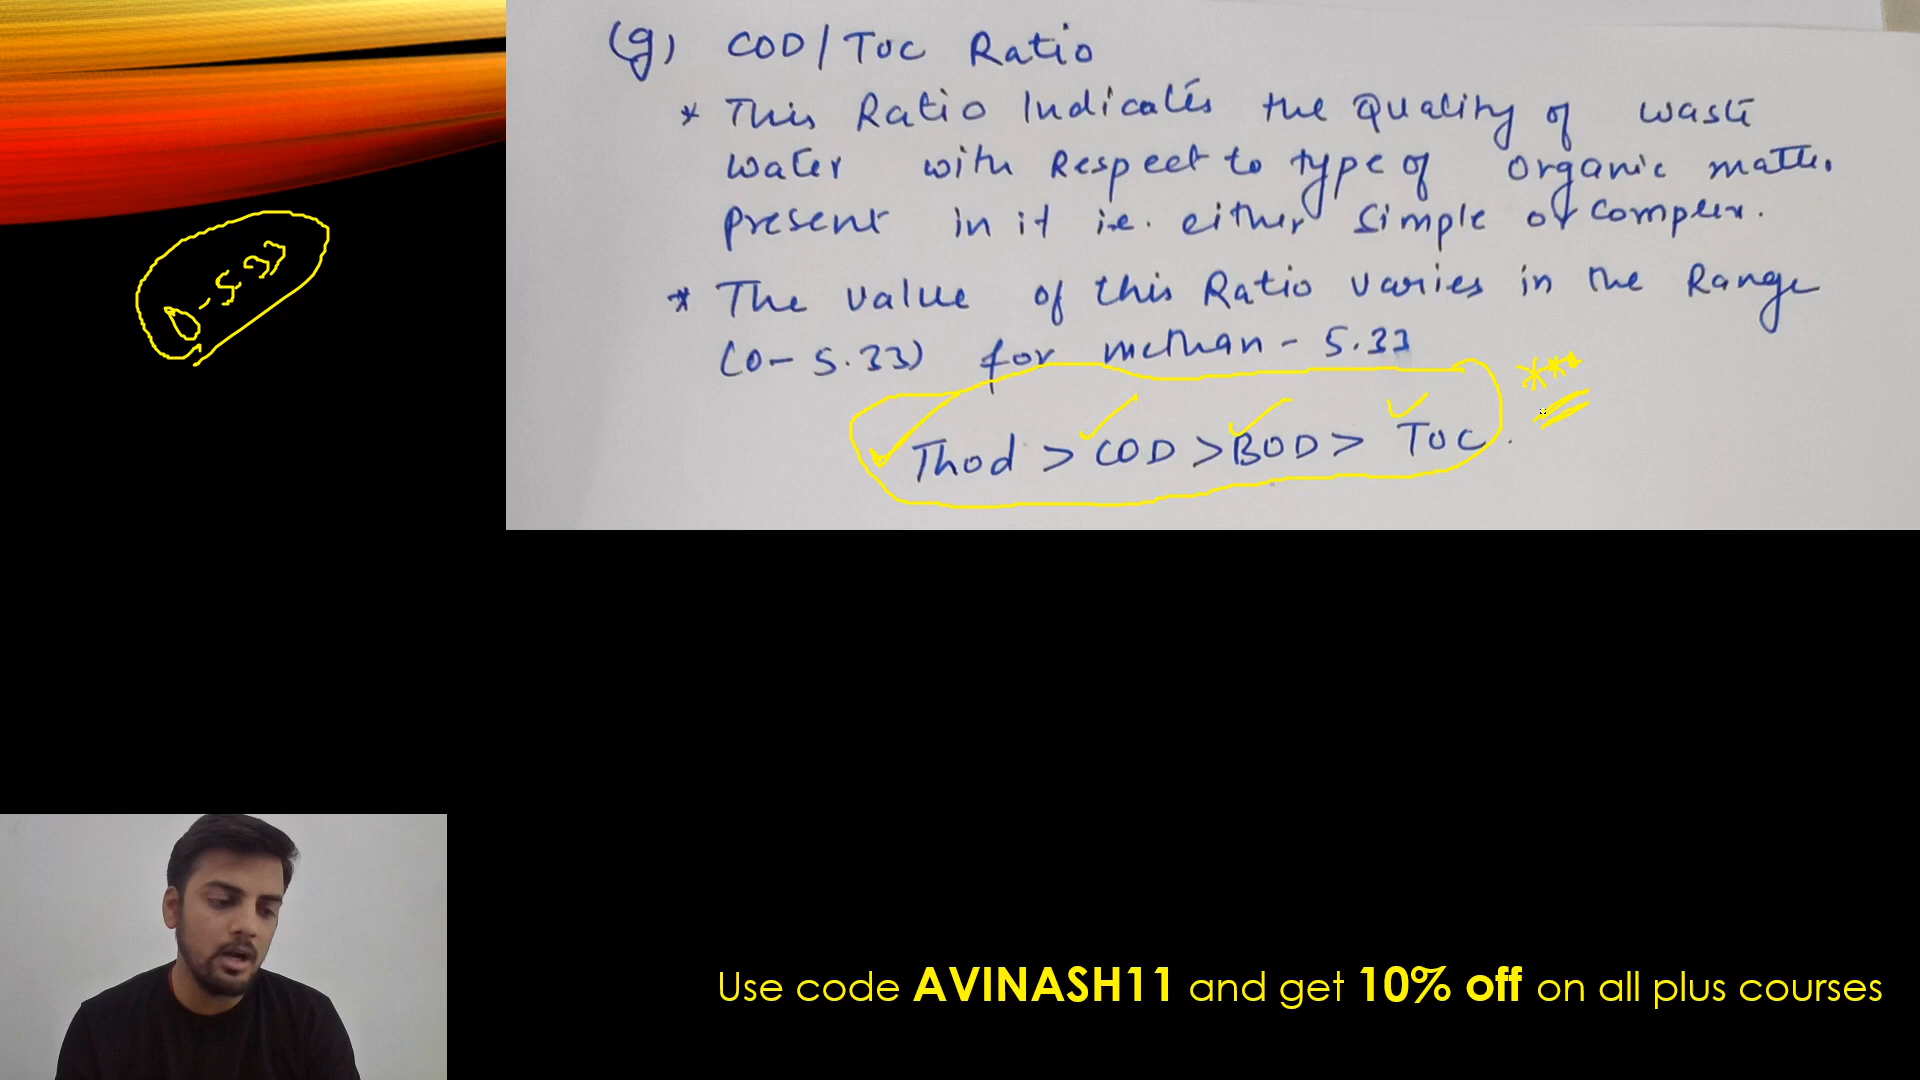 (g) COD/TOC Ratio
* This Ratio Indicates the Quality of waste
water with Respect to type of organic matter
present in it i.e. either simple or complex.
0-5.33
* The value of this Ratio varies in the Range
(0-5.33) for methan - 5.33
***
Thod > COD > BOD > TOC.
Use code AVINASH11 and get 10% off on all plus courses